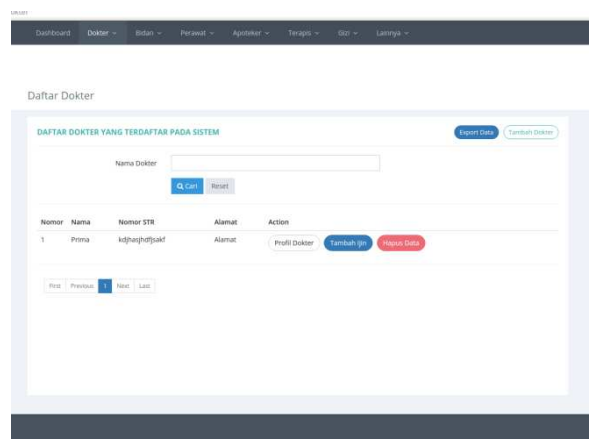 Dashboard Dokter Bidan Perawat Apoteker Terapis Gizi Lainnya
Daftar Dokter
DAFTAR DOKTER YANG TERDAFTAR PADA SISTEM Export Data Tambah Dokter
Nama Dokter
Cari Reset
Nomor Nama Nomor STR Alamat Action
1 Prima kdjhasjhdfjsakf Alamat Profil Dokter Tambah Ijin Hapus Data
First Previous 1 Next Last